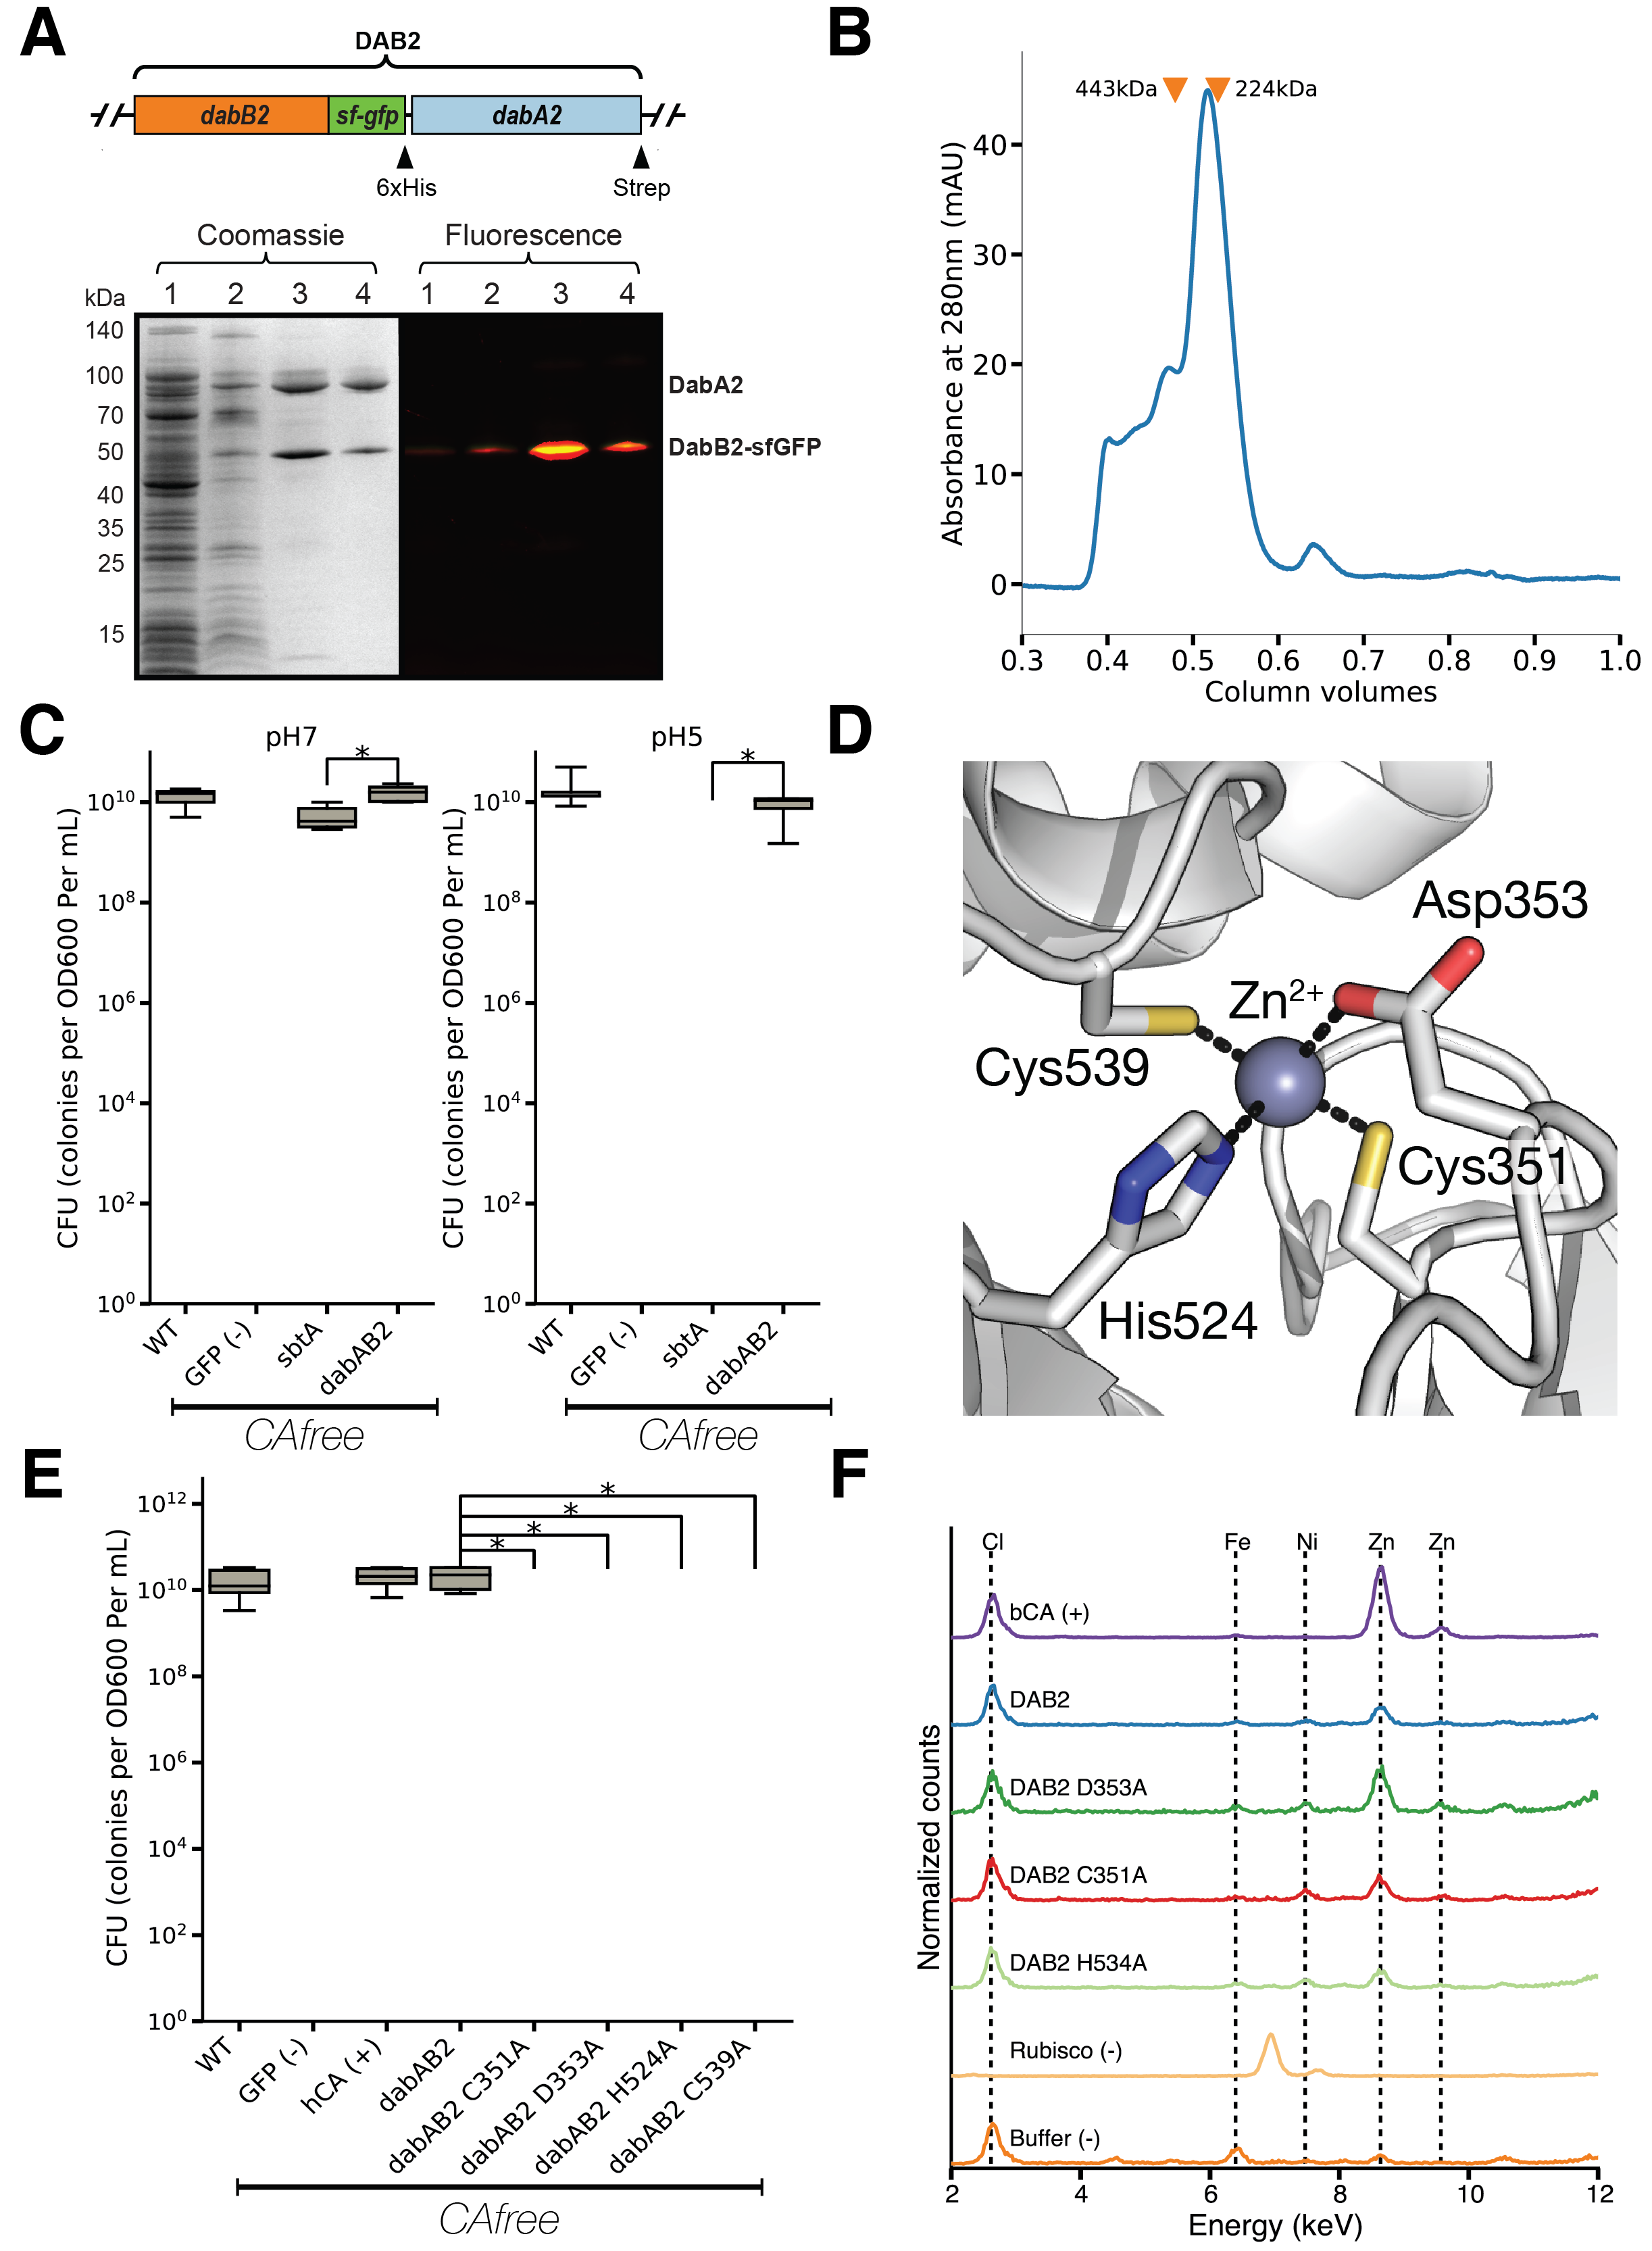 A
DAB2
dabB2 sf-gfp dabA2
6xHis Strep
Coomassie Fluorescence
kDa 1 2 3 4 1 2 3 4
140
100
70
50
40
35
25
15
DabA2
DabB2-sfGFP
B
443kDa 224kDa
Absorbance at 280nm (mAU)
40
30
20
10
0
0.3 0.4 0.5 0.6 0.7 0.8 0.9 1.0
Column volumes
C
pH7
*
CFU (colonies per OD600 Per mL)
10¹⁰
10⁸
10⁶
10⁴
10²
10⁰
WT
GFP (-)
sbtA
dabAB2
CAfree
pH5
*
CFU (colonies per OD600 Per mL)
10¹⁰
10⁸
10⁶
10⁴
10²
10⁰
WT
GFP (-)
sbtA
dabAB2
CAfree
D
Asp353
Zn²⁺
Cys539
Cys351
His524
E
*
*
*
*
CFU (colonies per OD600 Per mL)
10¹²
10¹⁰
10⁸
10⁶
10⁴
10²
10⁰
WT
GFP (-)
hCA (+)
dabAB2
dabAB2 C351A
dabAB2 D353A
dabAB2 H524A
dabAB2 C539A
CAfree
F
Cl Fe Ni Zn Zn
bCA (+)
DAB2
DAB2 D353A
DAB2 C351A
DAB2 H534A
Rubisco (-)
Buffer (-)
Normalized counts
2 4 6 8 10 12
Energy (keV)